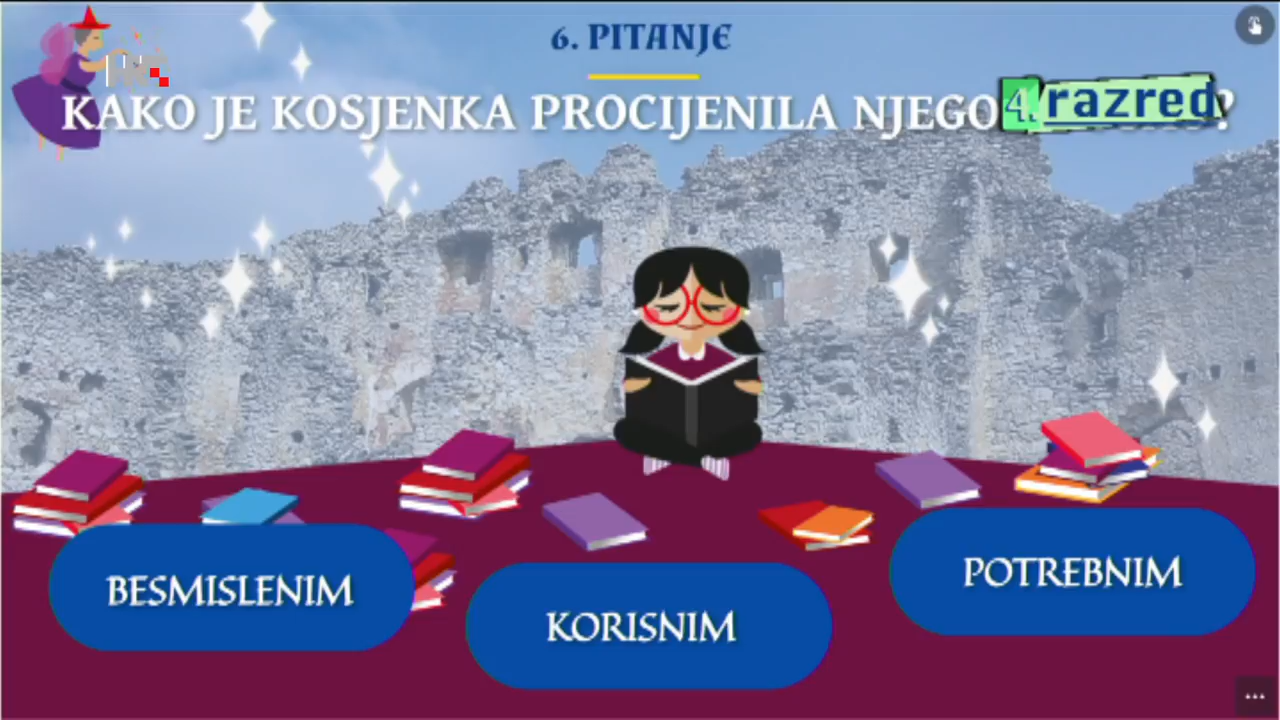 6. PITANJE
KAKO JE KOSJENKA PROCIJENILA NJEGO ?
4. razred
BESMISLENIM
KORISNIM
POTREBNIM